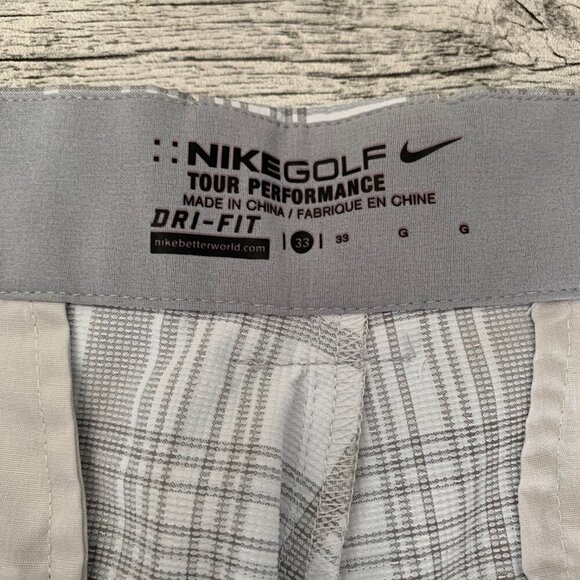 NIKEGOLF
TOUR PERFORMANCE
MADE IN CHINA / FABRIQUE EN CHINE
DRI-FIT
nikebetterworld.com | 33 | 33 G G